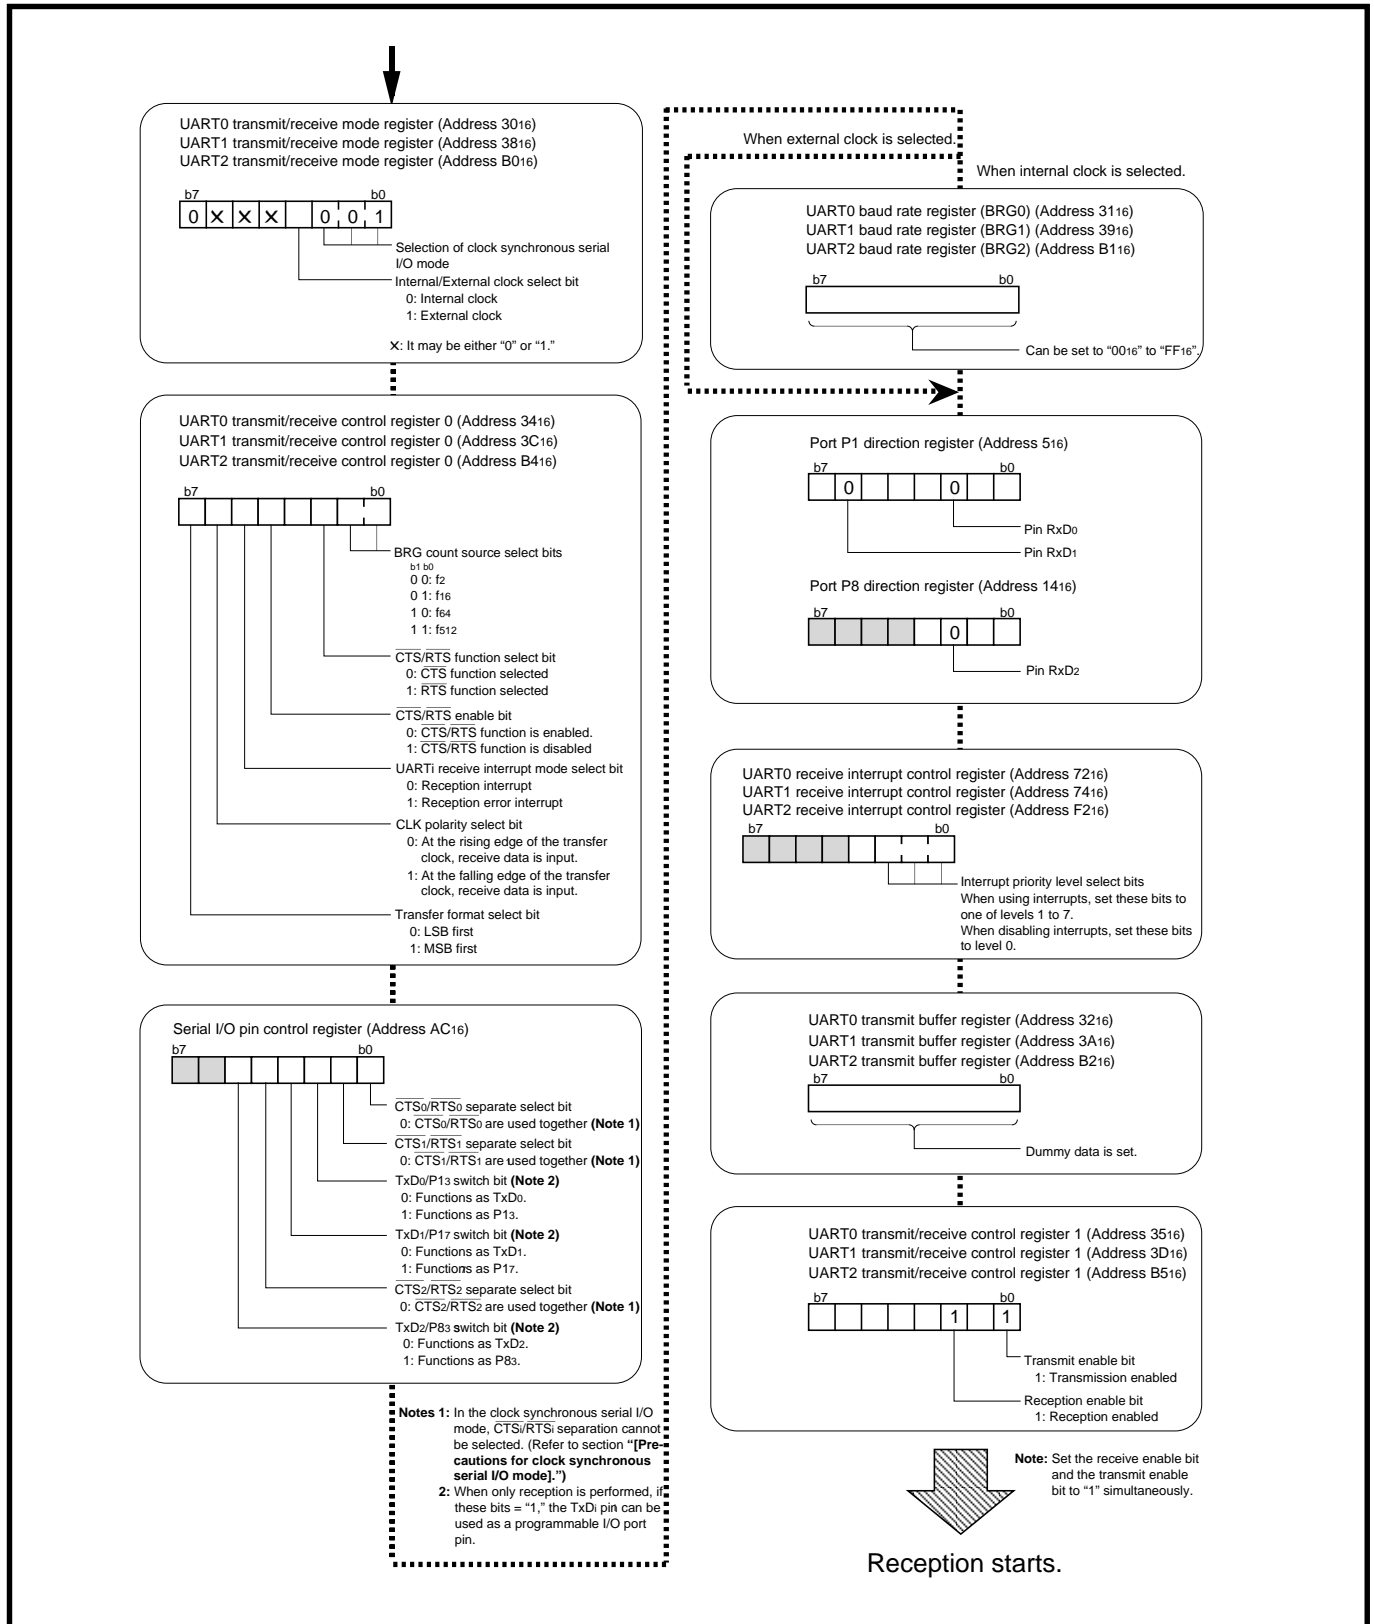 UART0 transmit/receive mode register (Address 3016)
UART1 transmit/receive mode register (Address 3816)
UART2 transmit/receive mode register (Address B016)
b7 b0
0 × × × 0 0 1
Selection of clock synchronous serial
I/O mode
Internal/External clock select bit
0: Internal clock
1: External clock
×: It may be either “0” or “1.”
UART0 transmit/receive control register 0 (Address 3416)
UART1 transmit/receive control register 0 (Address 3C16)
UART2 transmit/receive control register 0 (Address B416)
b7 b0
BRG count source select bits
b1 b0
0 0: f2
0 1: f16
1 0: f64
1 1: f512
CTS/RTS function select bit
0: CTS function selected
1: RTS function selected
CTS/RTS enable bit
0: CTS/RTS function is enabled.
1: CTS/RTS function is disabled
UARTi receive interrupt mode select bit
0: Reception interrupt
1: Reception error interrupt
CLK polarity select bit
0: At the rising edge of the transfer
clock, receive data is input.
1: At the falling edge of the transfer
clock, receive data is input.
Transfer format select bit
0: LSB first
1: MSB first
Serial I/O pin control register (Address AC16)
b7 b0
CTS0/RTS0 separate select bit
0: CTS0/RTS0 are used together (Note 1)
CTS1/RTS1 separate select bit
0: CTS1/RTS1 are used together (Note 1)
TxD0/P13 switch bit (Note 2)
0: Functions as TxD0.
1: Functions as P13.
TxD1/P17 switch bit (Note 2)
0: Functions as TxD1.
1: Functions as P17.
CTS2/RTS2 separate select bit
0: CTS2/RTS2 are used together (Note 1)
TxD2/P83 switch bit (Note 2)
0: Functions as TxD2.
1: Functions as P83.
Notes 1: In the clock synchronous serial I/O
mode, CTSi/RTSi separation cannot
be selected. (Refer to section “[Pre-
cautions for clock synchronous
serial I/O mode].”)
2: When only reception is performed, if
these bits = “1,” the TxDi pin can be
used as a programmable I/O port
pin.
When external clock is selected.
When internal clock is selected.
UART0 baud rate register (BRG0) (Address 3116)
UART1 baud rate register (BRG1) (Address 3916)
UART2 baud rate register (BRG2) (Address B116)
b7 b0
Can be set to “0016” to “FF16”.
Port P1 direction register (Address 516)
b7 b0
0 0
Pin RxD0
Pin RxD1
Port P8 direction register (Address 1416)
b7 b0
0
Pin RxD2
UART0 receive interrupt control register (Address 7216)
UART1 receive interrupt control register (Address 7416)
UART2 receive interrupt control register (Address F216)
b7 b0
Interrupt priority level select bits
When using interrupts, set these bits to
one of levels 1 to 7.
When disabling interrupts, set these bits
to level 0.
UART0 transmit buffer register (Address 3216)
UART1 transmit buffer register (Address 3A16)
UART2 transmit buffer register (Address B216)
b7 b0
Dummy data is set.
UART0 transmit/receive control register 1 (Address 3516)
UART1 transmit/receive control register 1 (Address 3D16)
UART2 transmit/receive control register 1 (Address B516)
b7 b0
1 1
Transmit enable bit
1: Transmission enabled
Reception enable bit
1: Reception enabled
Note: Set the receive enable bit
and the transmit enable
bit to “1” simultaneously.
Reception starts.